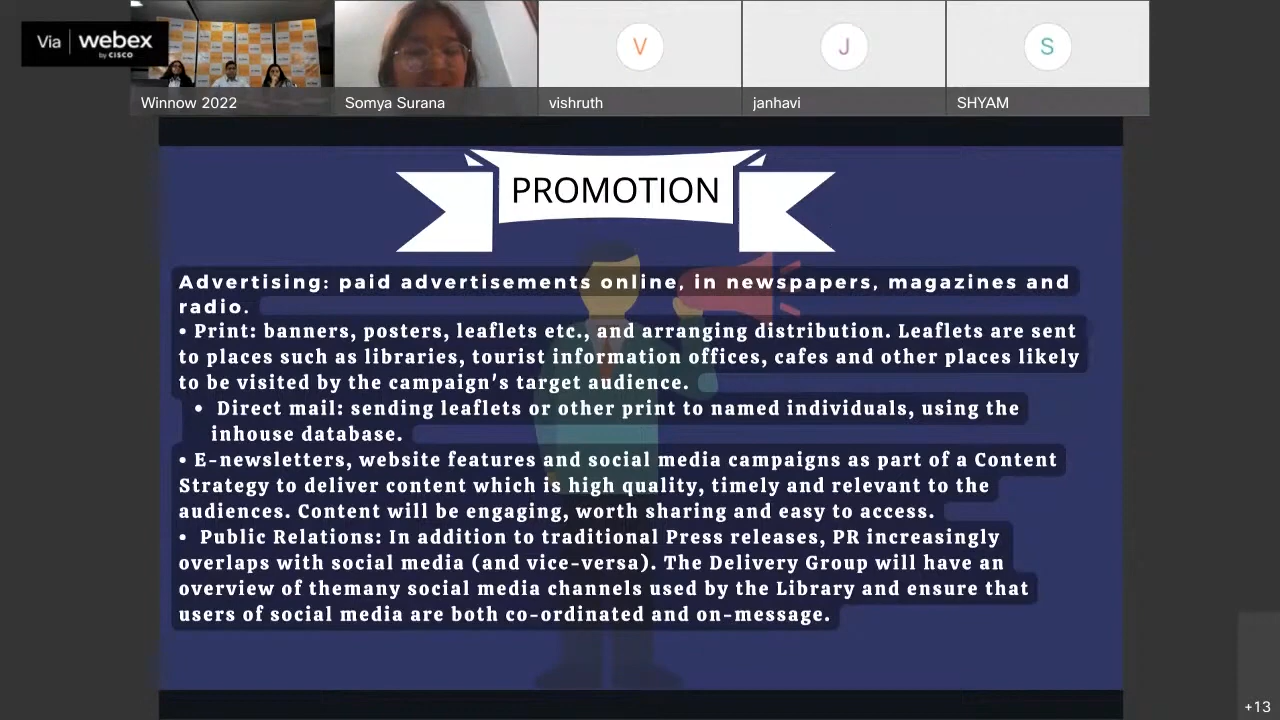 Via webex
by CISCO
Winnow 2022
Somya Surana
V
vishruth
J
janhavi
S
SHYAM
PROMOTION
Advertising: paid advertisements online, in newspapers, magazines and
radio.
• Print: banners, posters, leaflets etc., and arranging distribution. Leaflets are sent
to places such as libraries, tourist information offices, cafes and other places likely
to be visited by the campaign's target audience.
• Direct mail: sending leaflets or other print to named individuals, using the
inhouse database.
• E-newsletters, website features and social media campaigns as part of a Content
Strategy to deliver content which is high quality, timely and relevant to the
audiences. Content will be engaging, worth sharing and easy to access.
• Public Relations: In addition to traditional Press releases, PR increasingly
overlaps with social media (and vice-versa). The Delivery Group will have an
overview of themany social media channels used by the Library and ensure that
users of social media are both co-ordinated and on-message.
+13